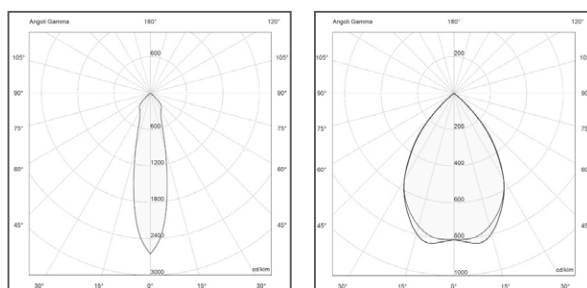 Angoli Gamma 180° 120°
600
105° 105°
90° 90°
75° 600 75°
60° 1200 60°
1800
45° 2400 45°
3000 cd/klm
30° 15° 0° 15° 30°
Angoli Gamma 180° 120°
200
105° 105°
90° 90°
75° 200 75°
60° 400 60°
600
45° 800 45°
1000 cd/klm
30° 15° 0° 15° 30°